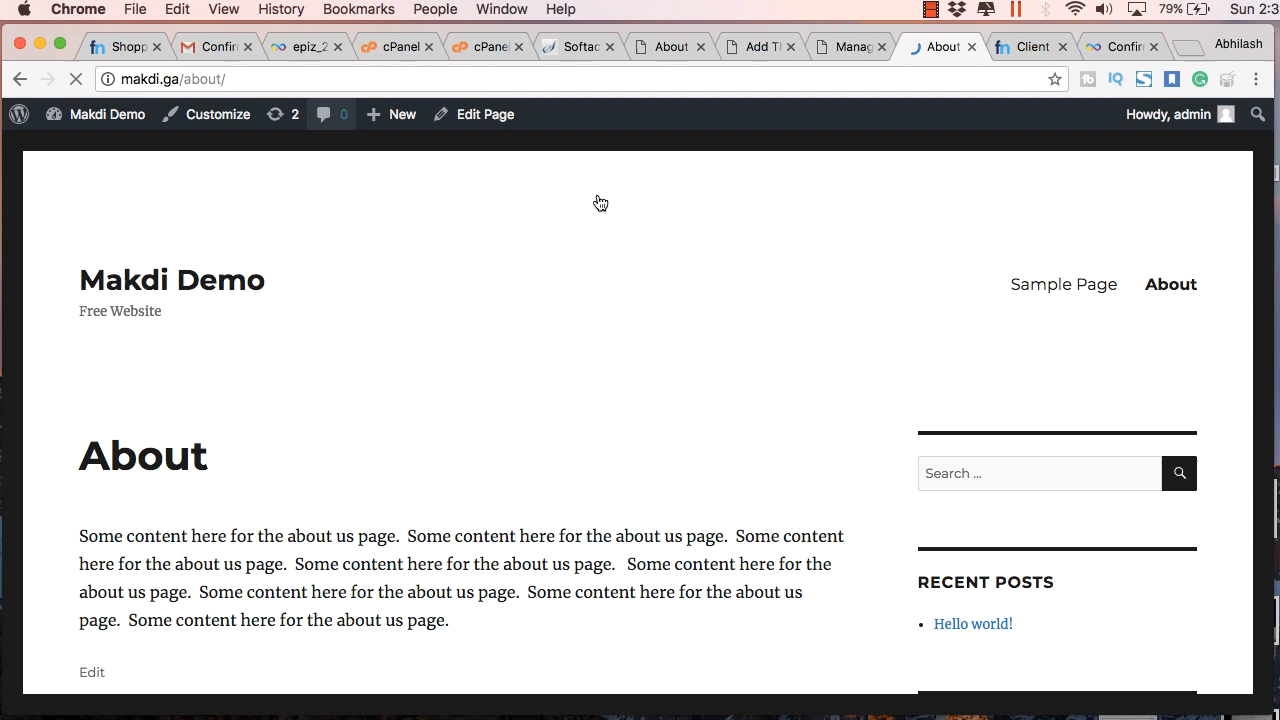 Chrome File Edit View History Bookmarks People Window Help 79% Sun 2:3
Shopp Confirm epiz_2 cPanel cPanel Softac About Add Th Manag About Client Confirm Abhilash
makdi.ga/about/
Makdi Demo Customize 2 0 New Edit Page Howdy, admin
Makdi Demo
Free Website
Sample Page About
About
Search ...
Some content here for the about us page. Some content here for the about us page. Some content
here for the about us page. Some content here for the about us page. Some content here for the
about us page. Some content here for the about us page. Some content here for the about us
page. Some content here for the about us page.
Edit
RECENT POSTS
Hello world!